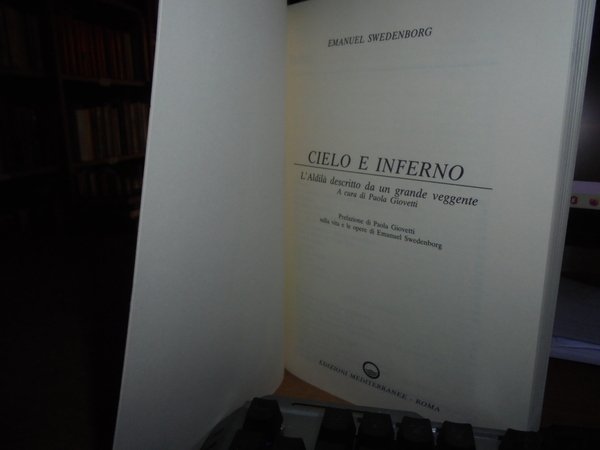 EMANUEL SWEDENBORG
CIELO E INFERNO
L'Aldilà descritto da un grande veggente
A cura di Paola Giovetti
Prefazione di Paola Giovetti
sulla vita e le opere di Emanuel Swedenborg
EDIZIONI MEDITERRANEE - ROMA